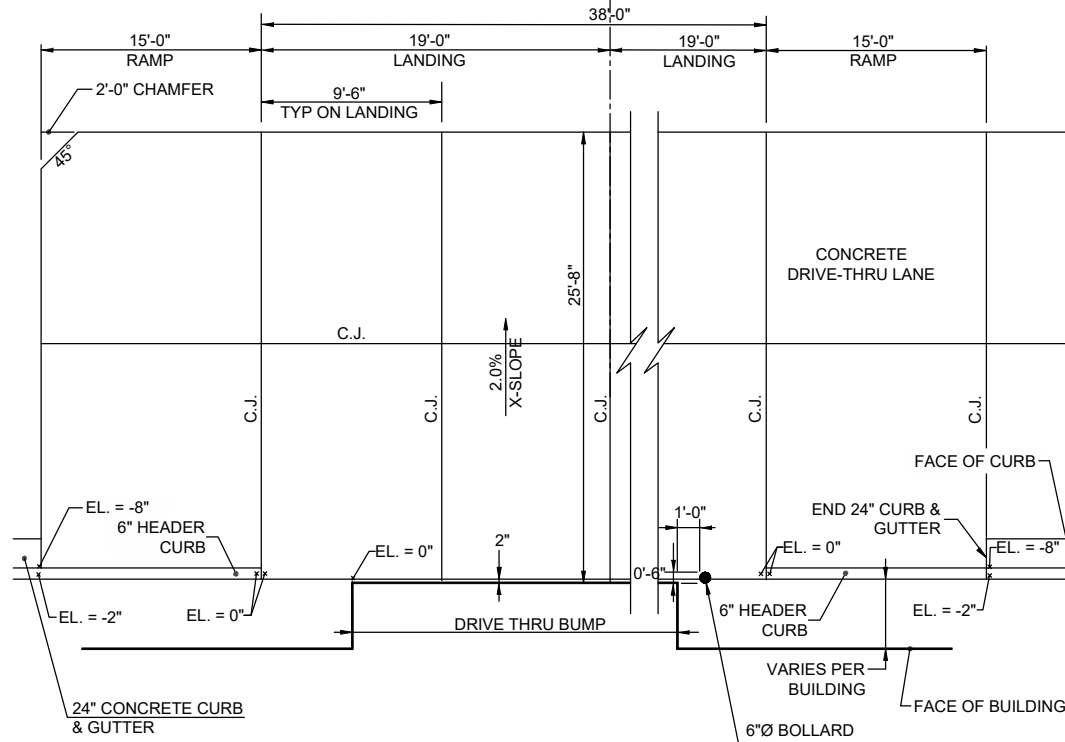 38'-0"
15'-0"
RAMP
19'-0"
LANDING
19'-0"
LANDING
15'-0"
RAMP
2'-0" CHAMFER
9'-6"
TYP ON LANDING
45°
25'-8"
CONCRETE
DRIVE-THRU LANE
C.J.
2.0%
X-SLOPE
C.J.
C.J.
C.J.
C.J.
C.J.
FACE OF CURB
EL. = -8"
6" HEADER
CURB
1'-0"
END 24" CURB &
GUTTER
2"
EL. = 0"
EL. = 0"
EL. = -8"
0'-6"
EL. = -2"
EL. = 0"
6" HEADER
CURB
EL. = -2"
DRIVE THRU BUMP
VARIES PER
BUILDING
24" CONCRETE CURB
& GUTTER
FACE OF BUILDING
6"Ø BOLLARD